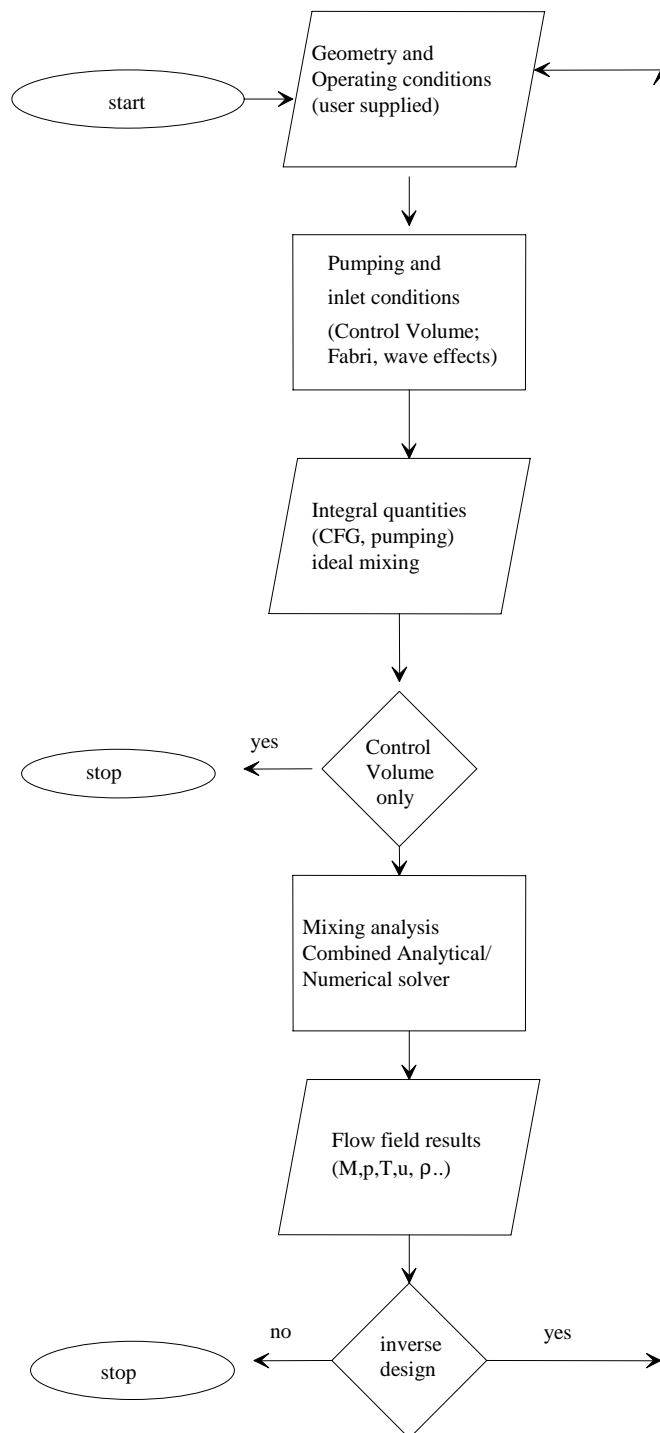 Geometry and
Operating conditions
(user supplied)
start
Pumping and
inlet conditions
(Control Volume;
Fabri, wave effects)
Integral quantities
(CFG, pumping)
ideal mixing
yes
Control
Volume
only
stop
Mixing analysis
Combined Analytical/
Numerical solver
Flow field results
(M,p,T,u, ρ..)
no
inverse
design
yes
stop